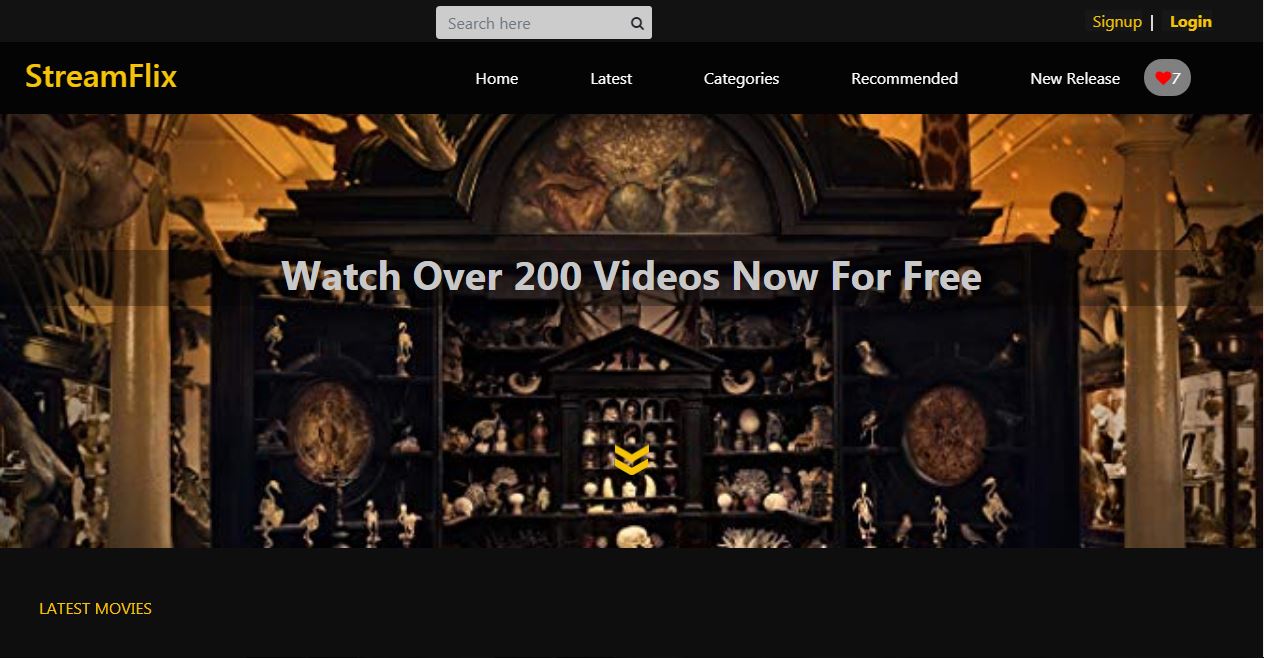 Search here
Signup | Login
StreamFlix
Home
Latest
Categories
Recommended
New Release
7
Watch Over 200 Videos Now For Free
LATEST MOVIES